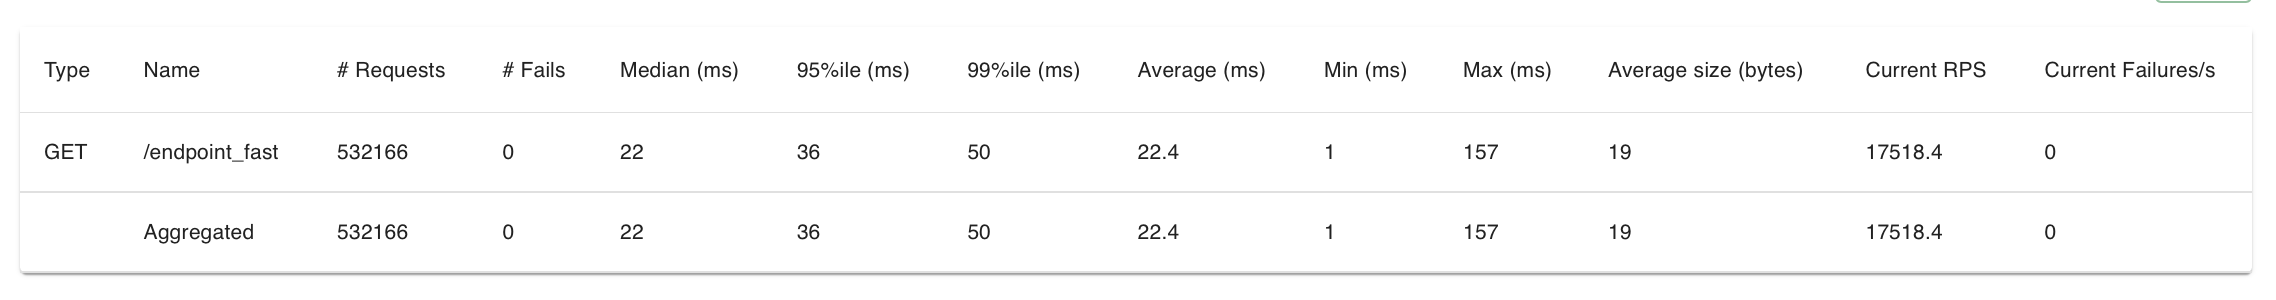 Type Name # Requests # Fails Median (ms) 95%ile (ms) 99%ile (ms) Average (ms) Min (ms) Max (ms) Average size (bytes) Current RPS Current Failures/s
GET /endpoint_fast 532166 0 22 36 50 22.4 1 157 19 17518.4 0
Aggregated 532166 0 22 36 50 22.4 1 157 19 17518.4 0